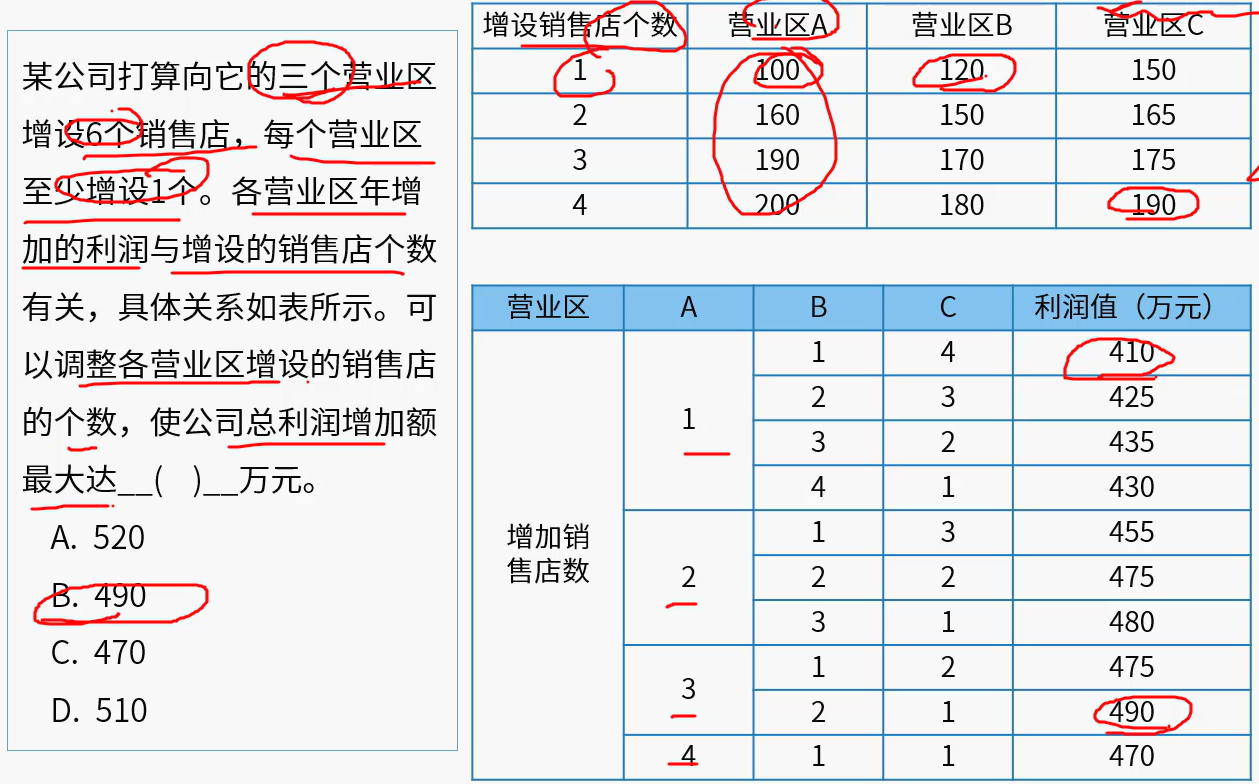 某公司打算向它的三个营业区
增设6个销售店，每个营业区
至少增设1个。各营业区年增
加的利润与增设的销售店个数
有关，具体关系如表所示。可
以调整各营业区增设的销售店
的个数，使公司总利润增加额
最大达__( )__万元。
A. 520
B. 490
C. 470
D. 510
增设销售店个数 营业区A 营业区B 营业区C
1 100 120 150
2 160 150 165
3 190 170 175
4 200 180 190
营业区 A B C 利润值（万元）
增加销
售店数
1
1 4 410
2 3 425
3 2 435
4 1 430
2
1 3 455
2 2 475
3 1 480
3
1 2 475
2 1 490
4 1 1 470